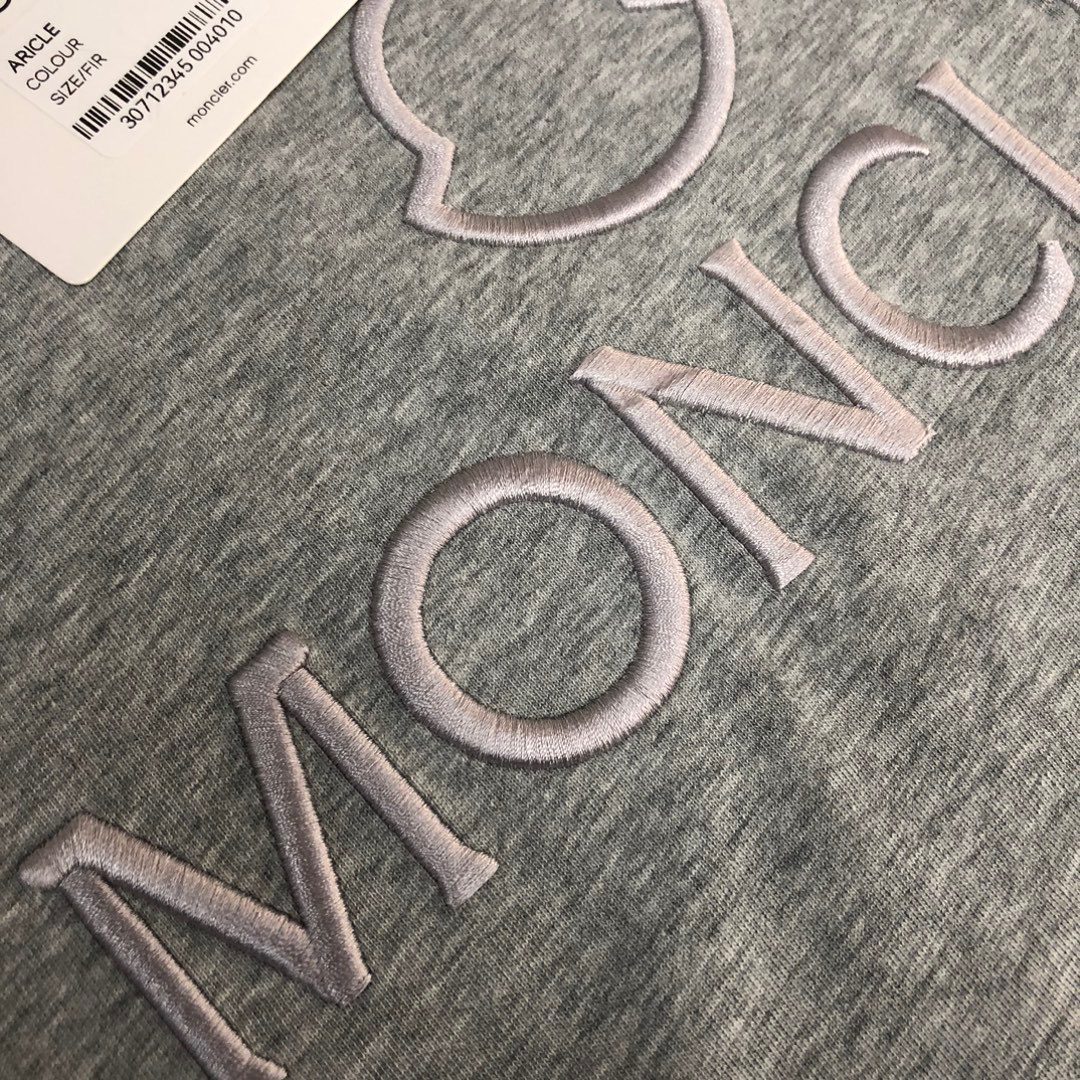 ARICLE
COLOUR
SIZE/FIR
30712345 004010
moncler.com
MONCL